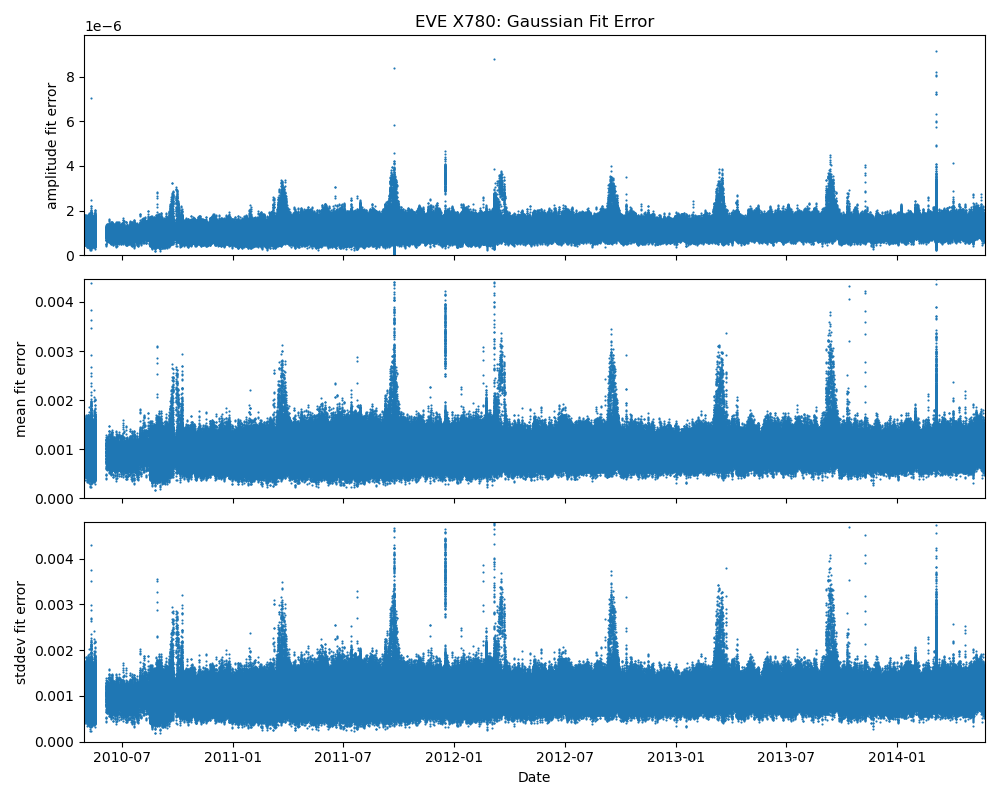 EVE X780: Gaussian Fit Error
1e−6
amplitude fit error
8
6
4
2
0
mean fit error
0.004
0.003
0.002
0.001
0.000
stddev fit error
0.004
0.003
0.002
0.001
0.000
2010-07 2011-01 2011-07 2012-01 2012-07 2013-01 2013-07 2014-01
Date